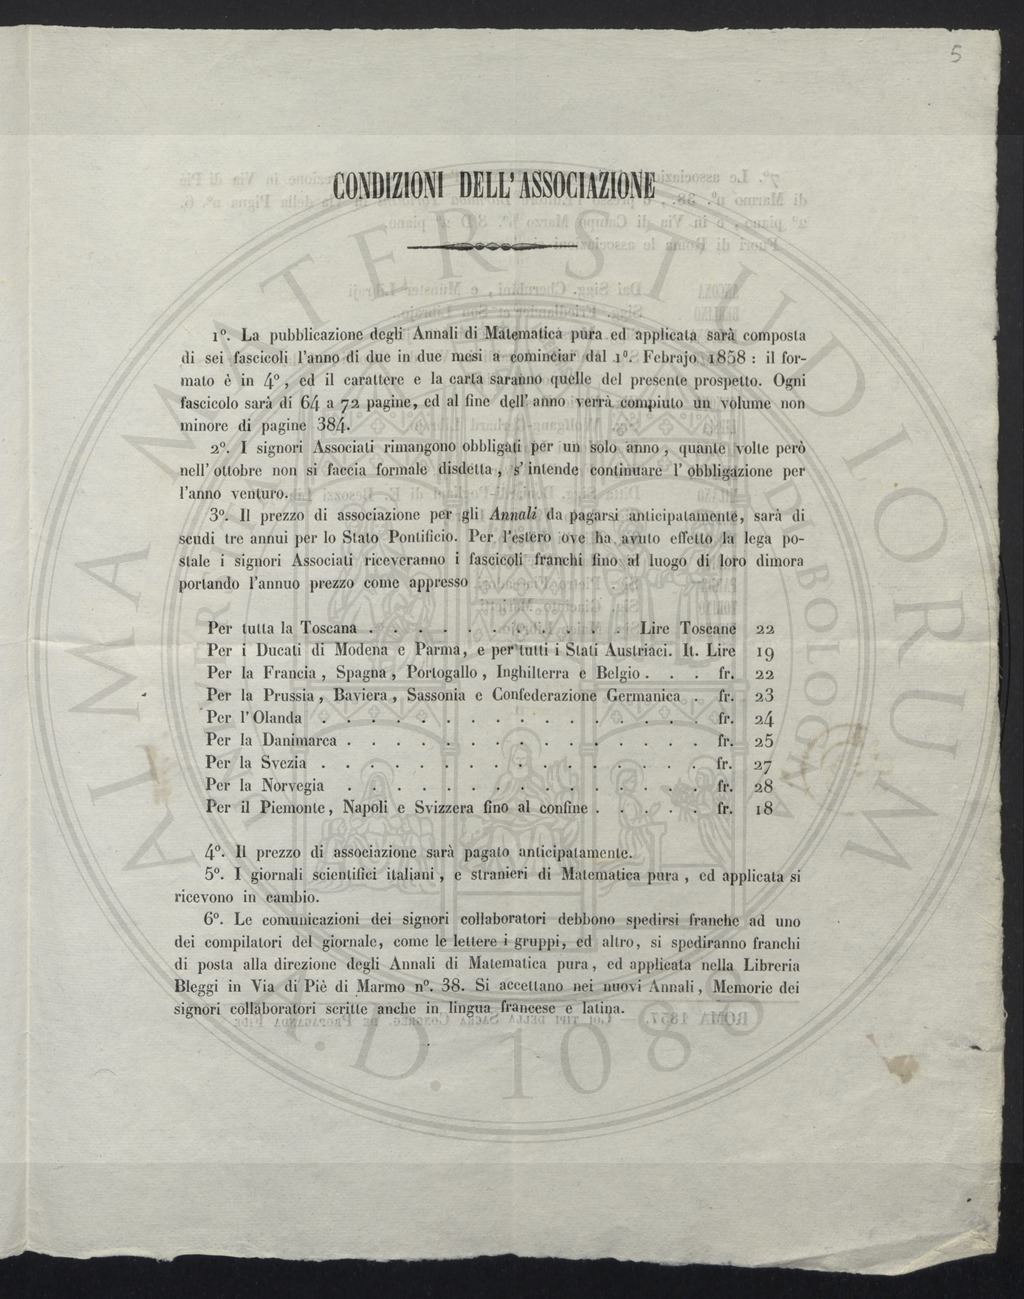 5
CONDIZIONI DELL' ASSOCIAZIONE
1º. La pubblicazione degli Annali di Matematica pura ed applicata sarà composta
di sei fascicoli l'anno di due in due mesi a cominciar dal 1º. Febrajo 1858 : il for-
mato è in 4º , ed il carattere e la carta saranno quelle del presente prospetto. Ogni
fascicolo sarà di 64 a 72 pagine, ed al fine dell' anno verrà compiuto un volume non
minore di pagine 384.
2º. I signori Associati rimangono obbligati per un solo anno , quante volte però
nell' ottobre non si faccia formale disdetta , s' intende continuare l' obbligazione per
l'anno venturo.
3º. Il prezzo di associazione per gli Annali da pagarsi anticipatamente, sarà di
scudi tre annui per lo Stato Pontificio. Per l'estero ove ha avuto effetto la lega po-
stale i signori Associati riceveranno i fascicoli franchi fino al luogo di loro dimora
portando l'annuo prezzo come appresso
Per tutta la Toscana . . . . . . . . . . . Lire Toscane 22
Per i Ducati di Modena e Parma, e per tutti i Stati Austriaci. It. Lire 19
Per la Francia , Spagna , Portogallo , Inghilterra e Belgio . . . fr. 22
Per la Prussia , Baviera , Sassonia e Confederazione Germanica . fr. 23
Per l' Olanda . . . . . . . . . . . . . . . . fr. 24
Per la Danimarca . . . . . . . . . . . . . . . fr. 25
Per la Svezia . . . . . . . . . . . . . . . . fr. 27
Per la Norvegia . . . . . . . . . . . . . . . fr. 28
Per il Piemonte, Napoli e Svizzera fino al confine . . . . . fr. 18
4º. Il prezzo di associazione sarà pagato anticipatamente.
5º. I giornali scientifici italiani , e stranieri di Matematica pura , ed applicata si
ricevono in cambio.
6º. Le comunicazioni dei signori collaboratori debbono spedirsi franche ad uno
dei compilatori del giornale, come le lettere i gruppi, ed altro, si spediranno franchi
di posta alla direzione degli Annali di Matematica pura , ed applicata nella Libreria
Bleggi in Via di Piè di Marmo nº. 38. Si accettano nei nuovi Annali , Memorie dei
signori collaboratori scritte anche in lingua francese e latina.
ALMA MATER STUDIORUM
A.D. 1088